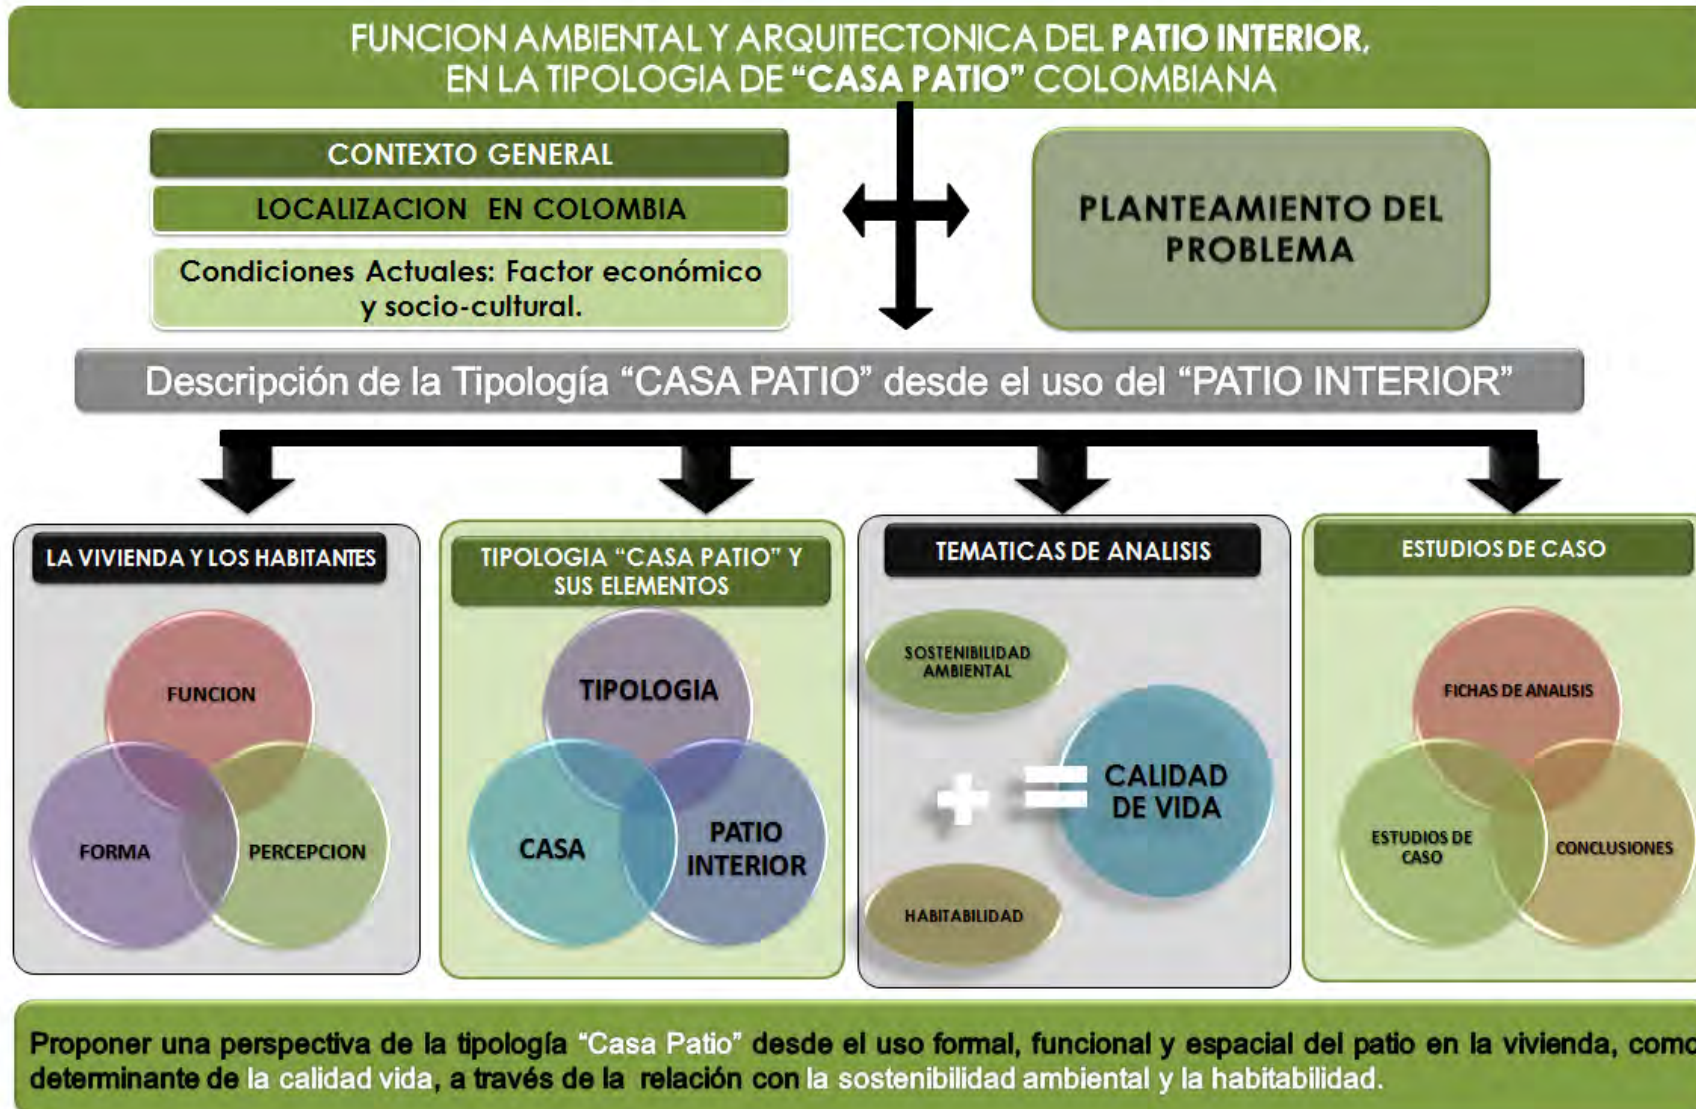 FUNCION AMBIENTAL Y ARQUITECTONICA DEL PATIO INTERIOR,
EN LA TIPOLOGIA DE “CASA PATIO” COLOMBIANA
CONTEXTO GENERAL
LOCALIZACION EN COLOMBIA
Condiciones Actuales: Factor económico
y socio-cultural.
PLANTEAMIENTO DEL
PROBLEMA
Descripción de la Tipología “CASA PATIO” desde el uso del “PATIO INTERIOR”
LA VIVIENDA Y LOS HABITANTES
FUNCION
FORMA
PERCEPCION
TIPOLOGIA “CASA PATIO” Y
SUS ELEMENTOS
TIPOLOGIA
CASA
PATIO
INTERIOR
TEMATICAS DE ANALISIS
SOSTENIBILIDAD
AMBIENTAL
+
=
CALIDAD
DE VIDA
HABITABILIDAD
ESTUDIOS DE CASO
FICHAS DE ANALISIS
ESTUDIOS DE
CASO
CONCLUSIONES
Proponer una perspectiva de la tipología “Casa Patio” desde el uso formal, funcional y espacial del patio en la vivienda, como
determinante de la calidad vida, a través de la relación con la sostenibilidad ambiental y la habitabilidad.